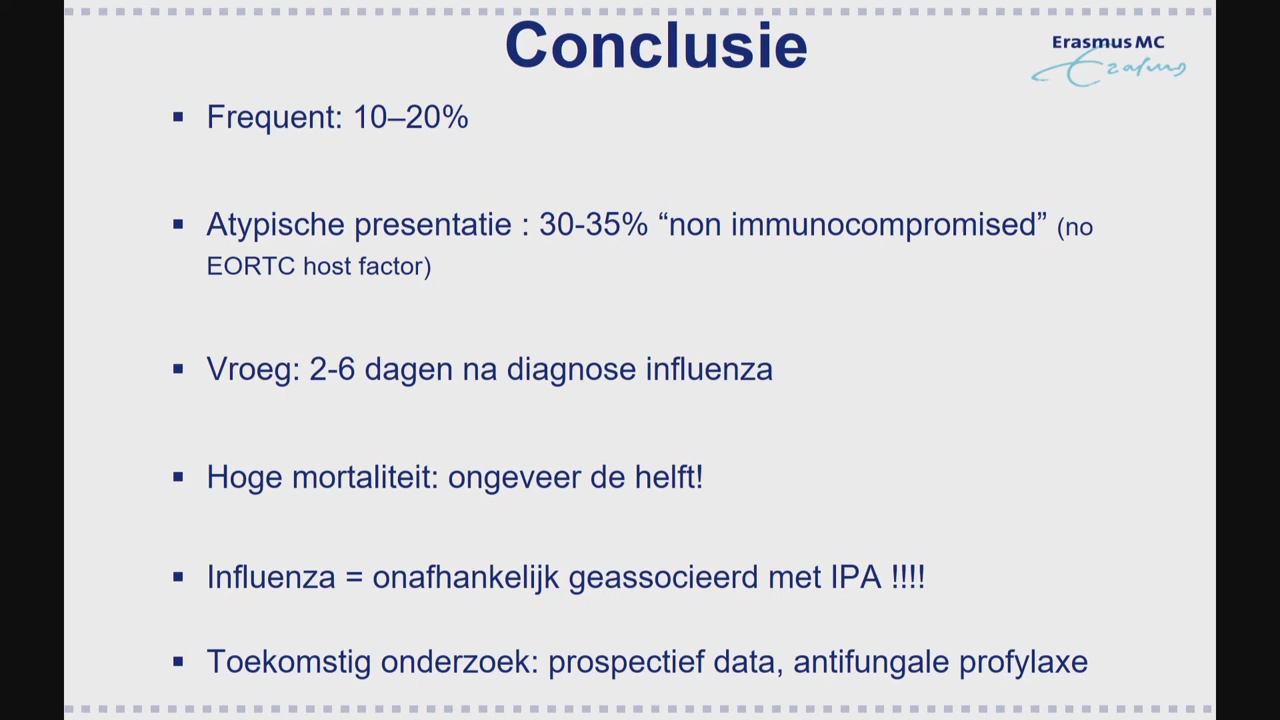 Conclusie
Erasmus MC
Erasmus
Frequent: 10–20%
Atypische presentatie : 30-35% “non immunocompromised” (no
EORTC host factor)
Vroeg: 2-6 dagen na diagnose influenza
Hoge mortaliteit: ongeveer de helft!
Influenza = onafhankelijk geassocieerd met IPA !!!!
Toekomstig onderzoek: prospectief data, antifungale profylaxe